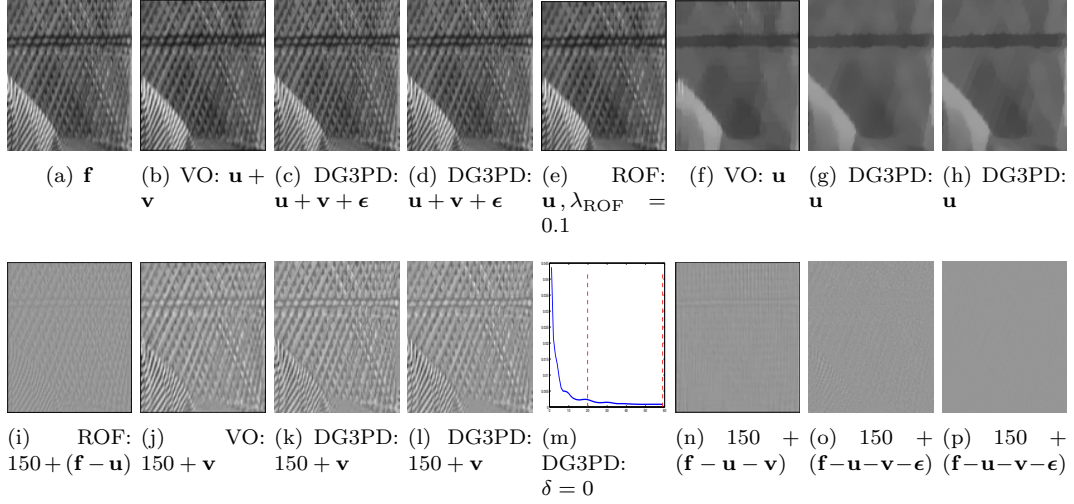 (a) f
(b) VO: u +
v
(c) DG3PD:
u + v + ϵ
(d) DG3PD:
u + v + ϵ
(e) ROF:
u , λROF =
0.1
(f) VO: u
(g) DG3PD:
u
(h) DG3PD:
u
(i) ROF:
150 + (f − u)
(j) VO:
150 + v
(k) DG3PD:
150 + v
(l) DG3PD:
150 + v
(m)
DG3PD:
δ = 0
(n) 150 +
(f − u − v)
(o) 150 +
(f−u−v−ϵ)
(p) 150 +
(f−u−v−ϵ)